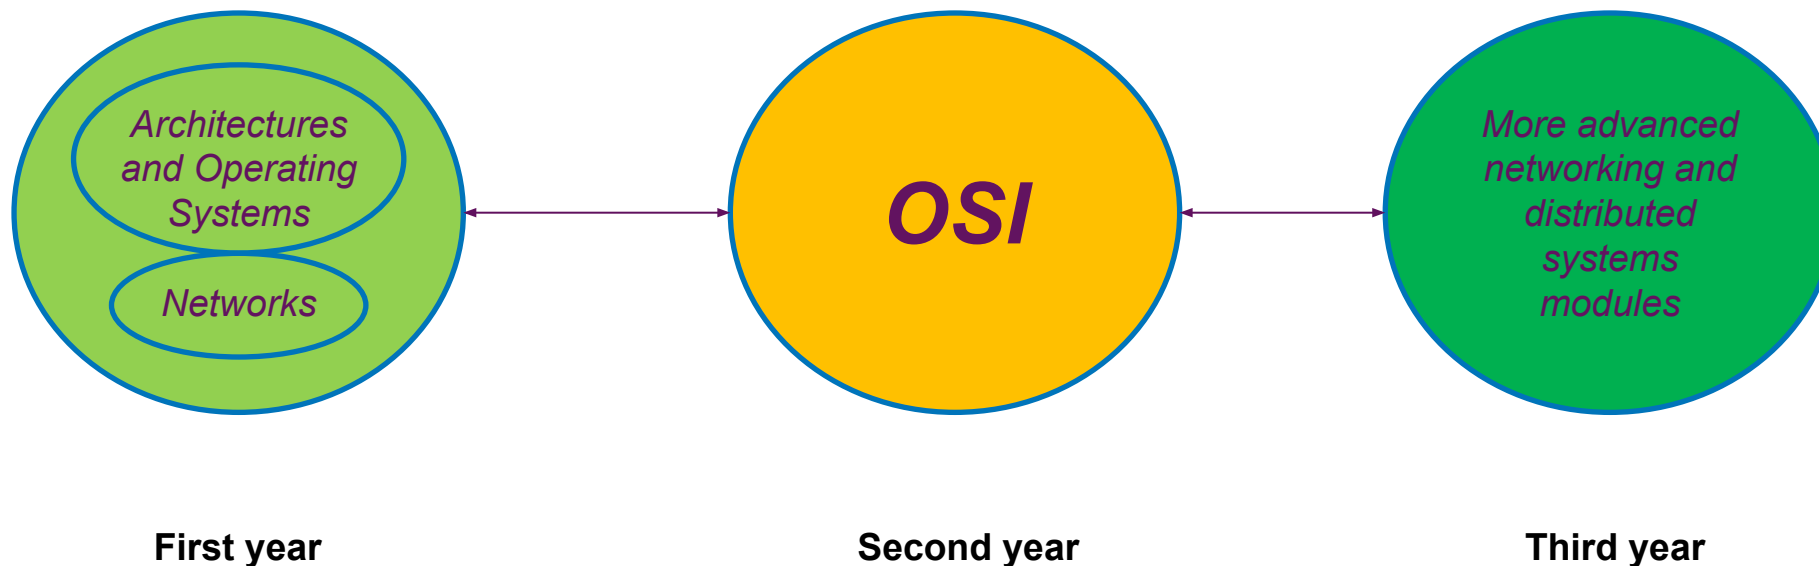 Architectures
and Operating
Systems
Networks
OSI
More advanced
networking and
distributed
systems
modules
First year
Second year
Third year